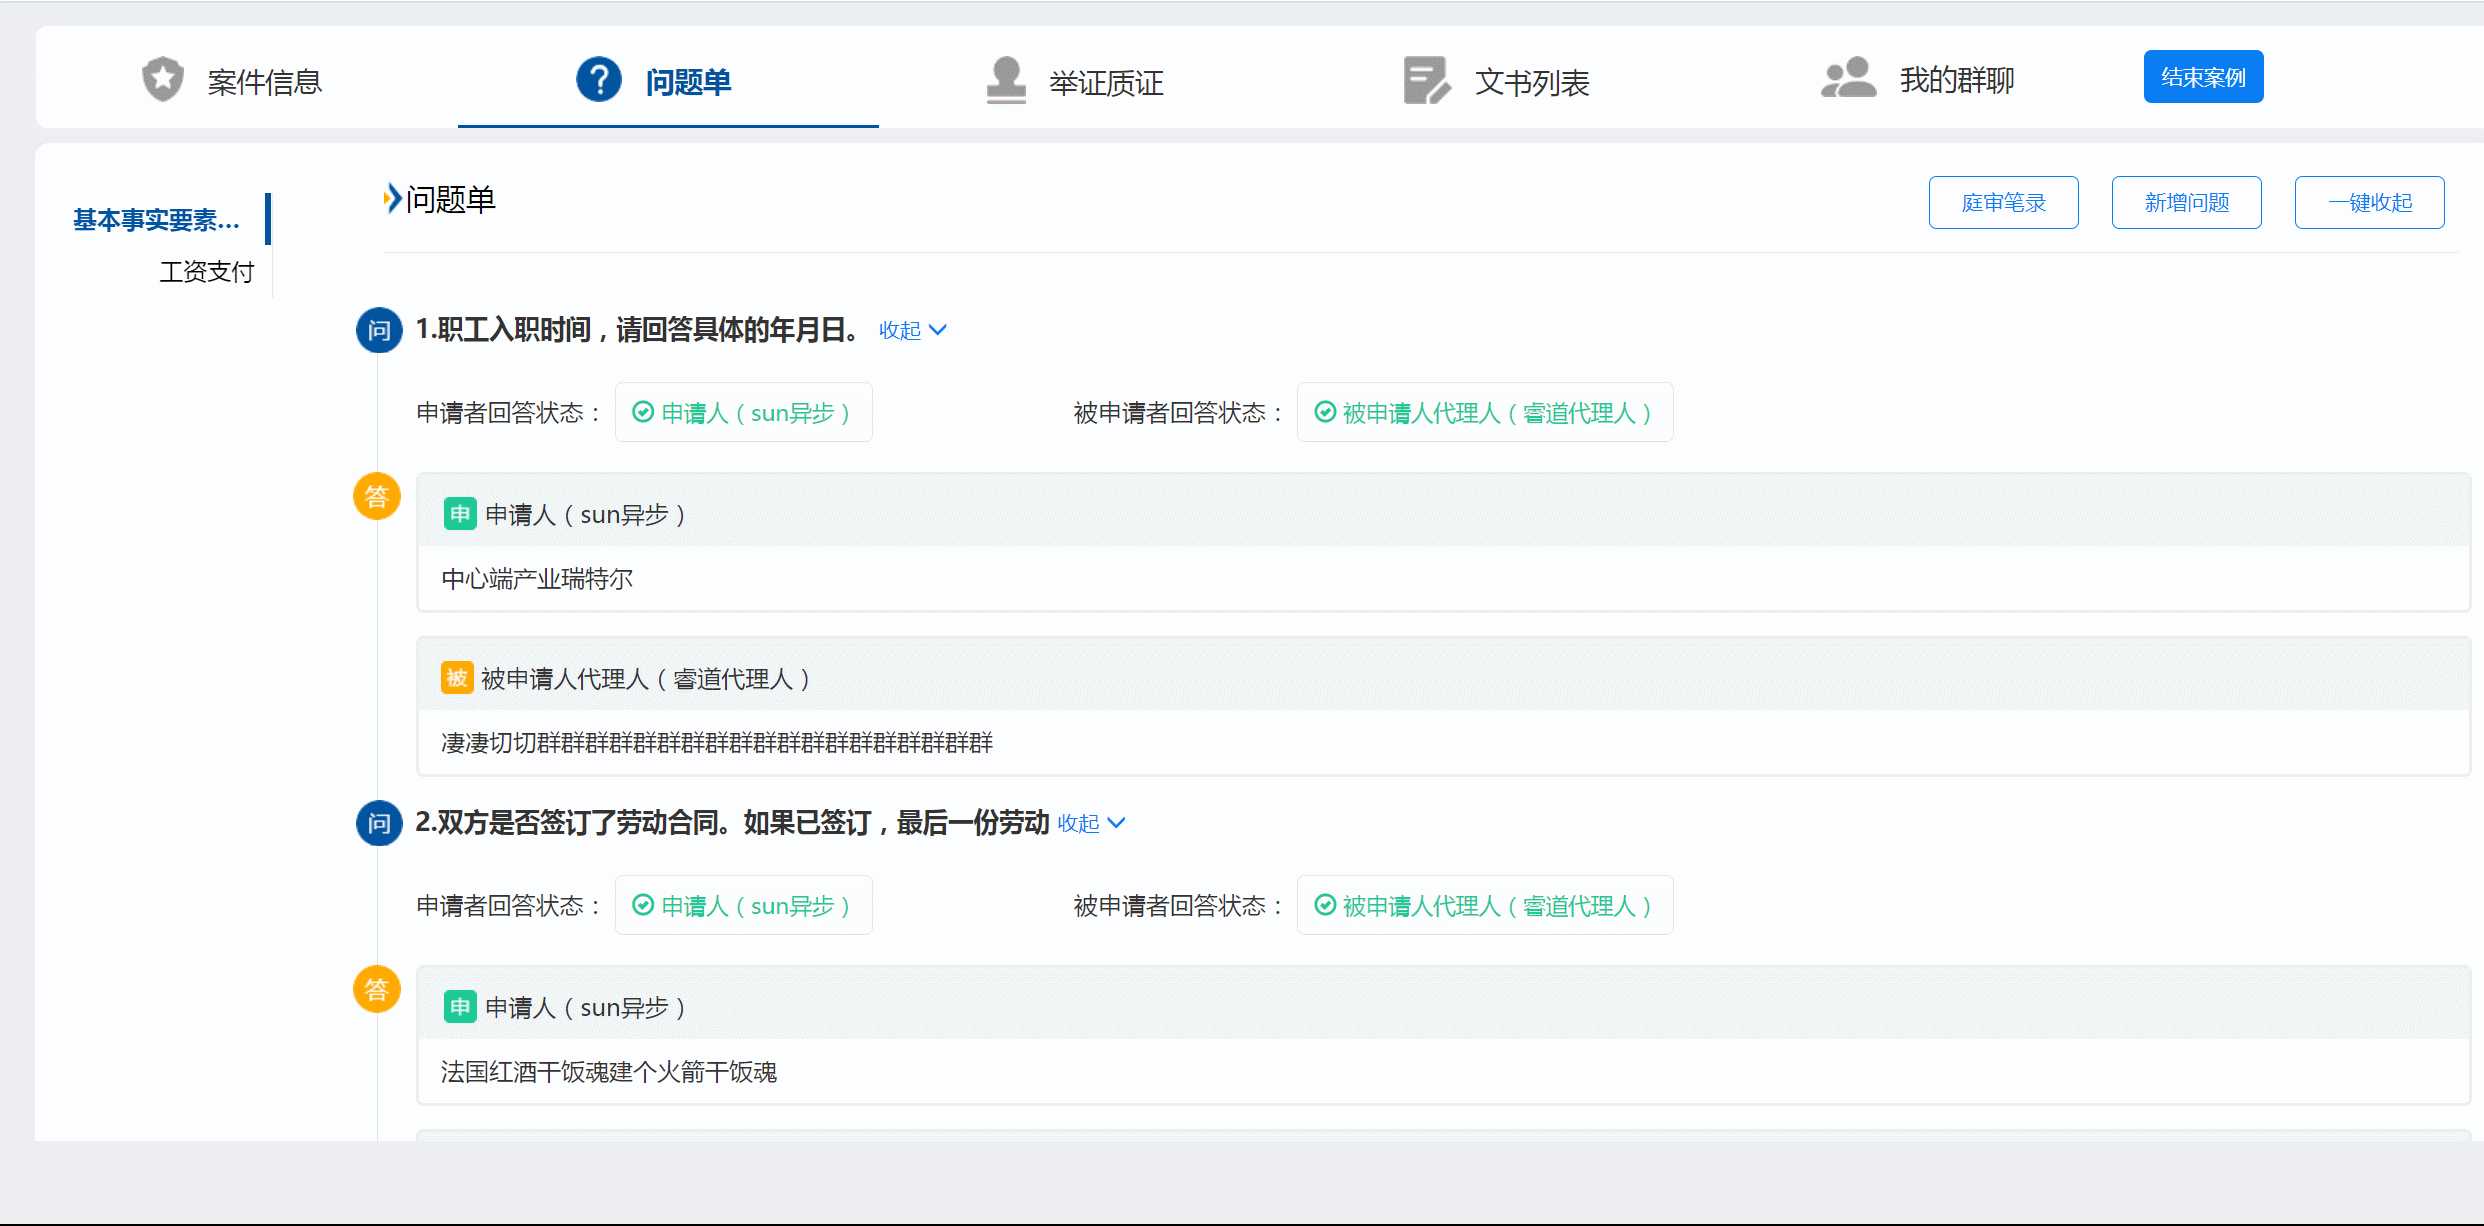 案件信息
问题单
举证质证
文书列表
我的群聊
结束案例
基本事实要素...
工资支付
问题单
庭审笔录
新增问题
一键收起
问
1.职工入职时间，请回答具体的年月日。 收起
申请者回答状态： 申请人（sun异步）
被申请者回答状态： 被申请人代理人（睿道代理人）
答
申 申请人（sun异步）
中心端产业瑞特尔
被 被申请人代理人（睿道代理人）
凄凄切切群群群群群群群群群群群群群群群群群群群
问
2.双方是否签订了劳动合同。如果已签订，最后一份劳动 收起
申请者回答状态： 申请人（sun异步）
被申请者回答状态： 被申请人代理人（睿道代理人）
答
申 申请人（sun异步）
法国红酒干饭魂建个火箭干饭魂